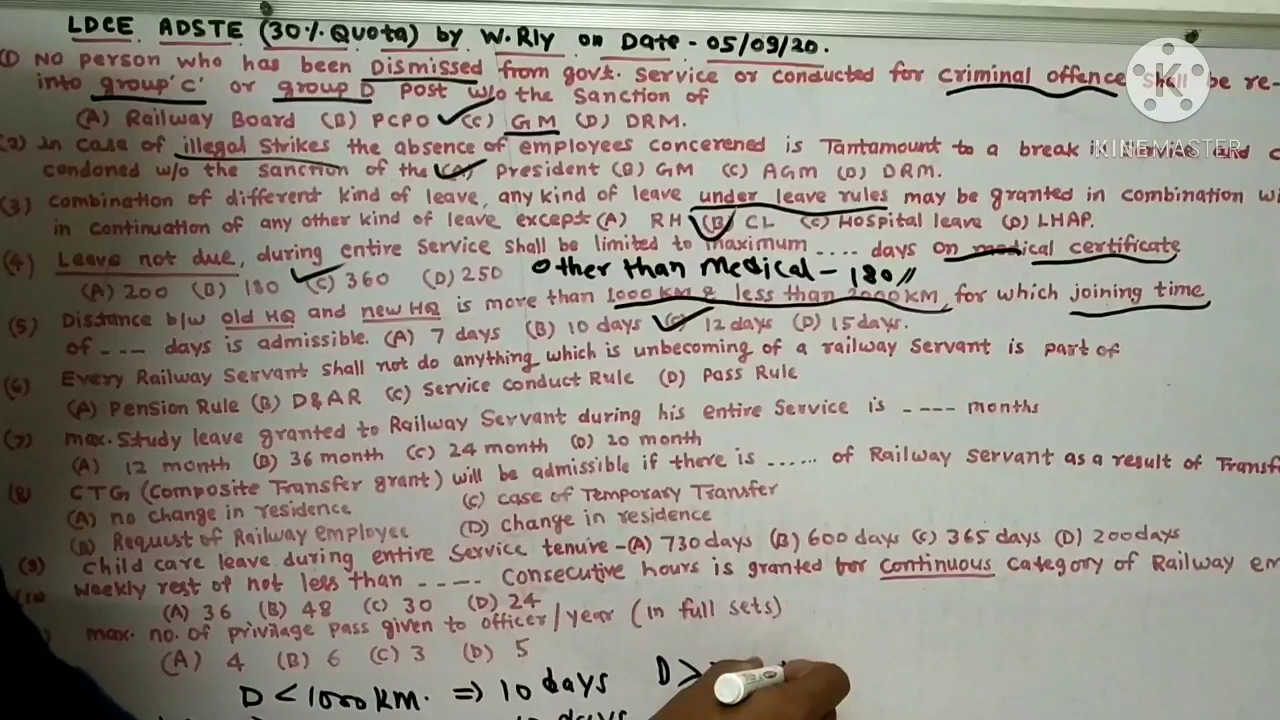 LDCE ADSTE (30% Quota) by W.Rly on Date - 05/09/20.
(1) No person who has been Dismissed from govt. service or conducted for criminal offence shall be re-
into group 'C' or group D post w/o the sanction of
(A) Railway Board (B) PCPO (C) GM (D) DRM.
(2) In case of illegal strikes the absence of employees concerened is Tantamount to a break in service and
condoned w/o the sanction of the (A) President (B) GM (C) AGM (D) DRM.
(3) Combination of different kind of leave, any kind of leave under leave rules may be granted in combination
in continuation of any other kind of leave except (A) RH (B) CL (C) Hospital leave (D) LHAP.
(4) Leave not due, during entire service shall be limited to maximum .... days on medical certificate
(A) 200 (B) 180 (C) 360 (D) 250 Other than medical - 180//
(5) Distance b/w old HQ and new HQ is more than 1000 KM & less than 2000 KM, for which joining time
of --- days is admissible. (A) 7 days (B) 10 days (C) 12 days (D) 15 days.
(6) Every Railway Servant shall not do anything which is unbecoming of a railway servant is part of
(A) Pension Rule (B) D&AR (C) Service conduct Rule (D) Pass Rule
(7) max. Study leave granted to Railway Servant during his entire service is ---- months
(A) 12 month (B) 36 month (C) 24 month (D) 20 month
(8) CTG (Composite Transfer grant) will be admissible if there is ...... of Railway servant as a result of
(A) no change in residence (C) case of Temporary Transfer
(B) Request of Railway employee (D) change in residence
(9) Child care leave during entire service tenure - (A) 730 days (B) 600 days (C) 365 days (D) 200 days
(10 Weekly rest of not less than ..... consecutive hours is granted for continuous category of Railway
(A) 36 (B) 48 (C) 30 (D) 24
max. no. of privilage pass given to officer/year (in full sets)
(A) 4 (B) 6 (C) 3 (D) 5
D < 1000 KM. => 10 days D >
days
KINEMASTER